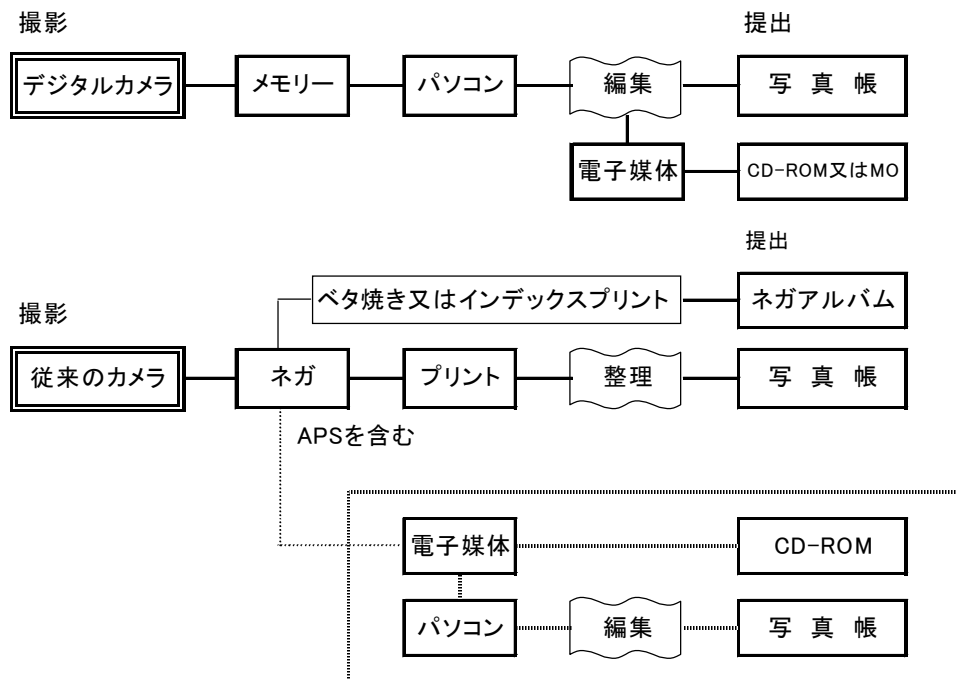 撮影
提出
デジタルカメラ
メモリー
パソコン
編集
写 真 帳
電子媒体
CD-ROM又はMO
提出
ベタ焼き又はインデックスプリント
ネガアルバム
撮影
従来のカメラ
ネガ
プリント
整理
写 真 帳
APSを含む
電子媒体
CD-ROM
パソコン
編集
写 真 帳